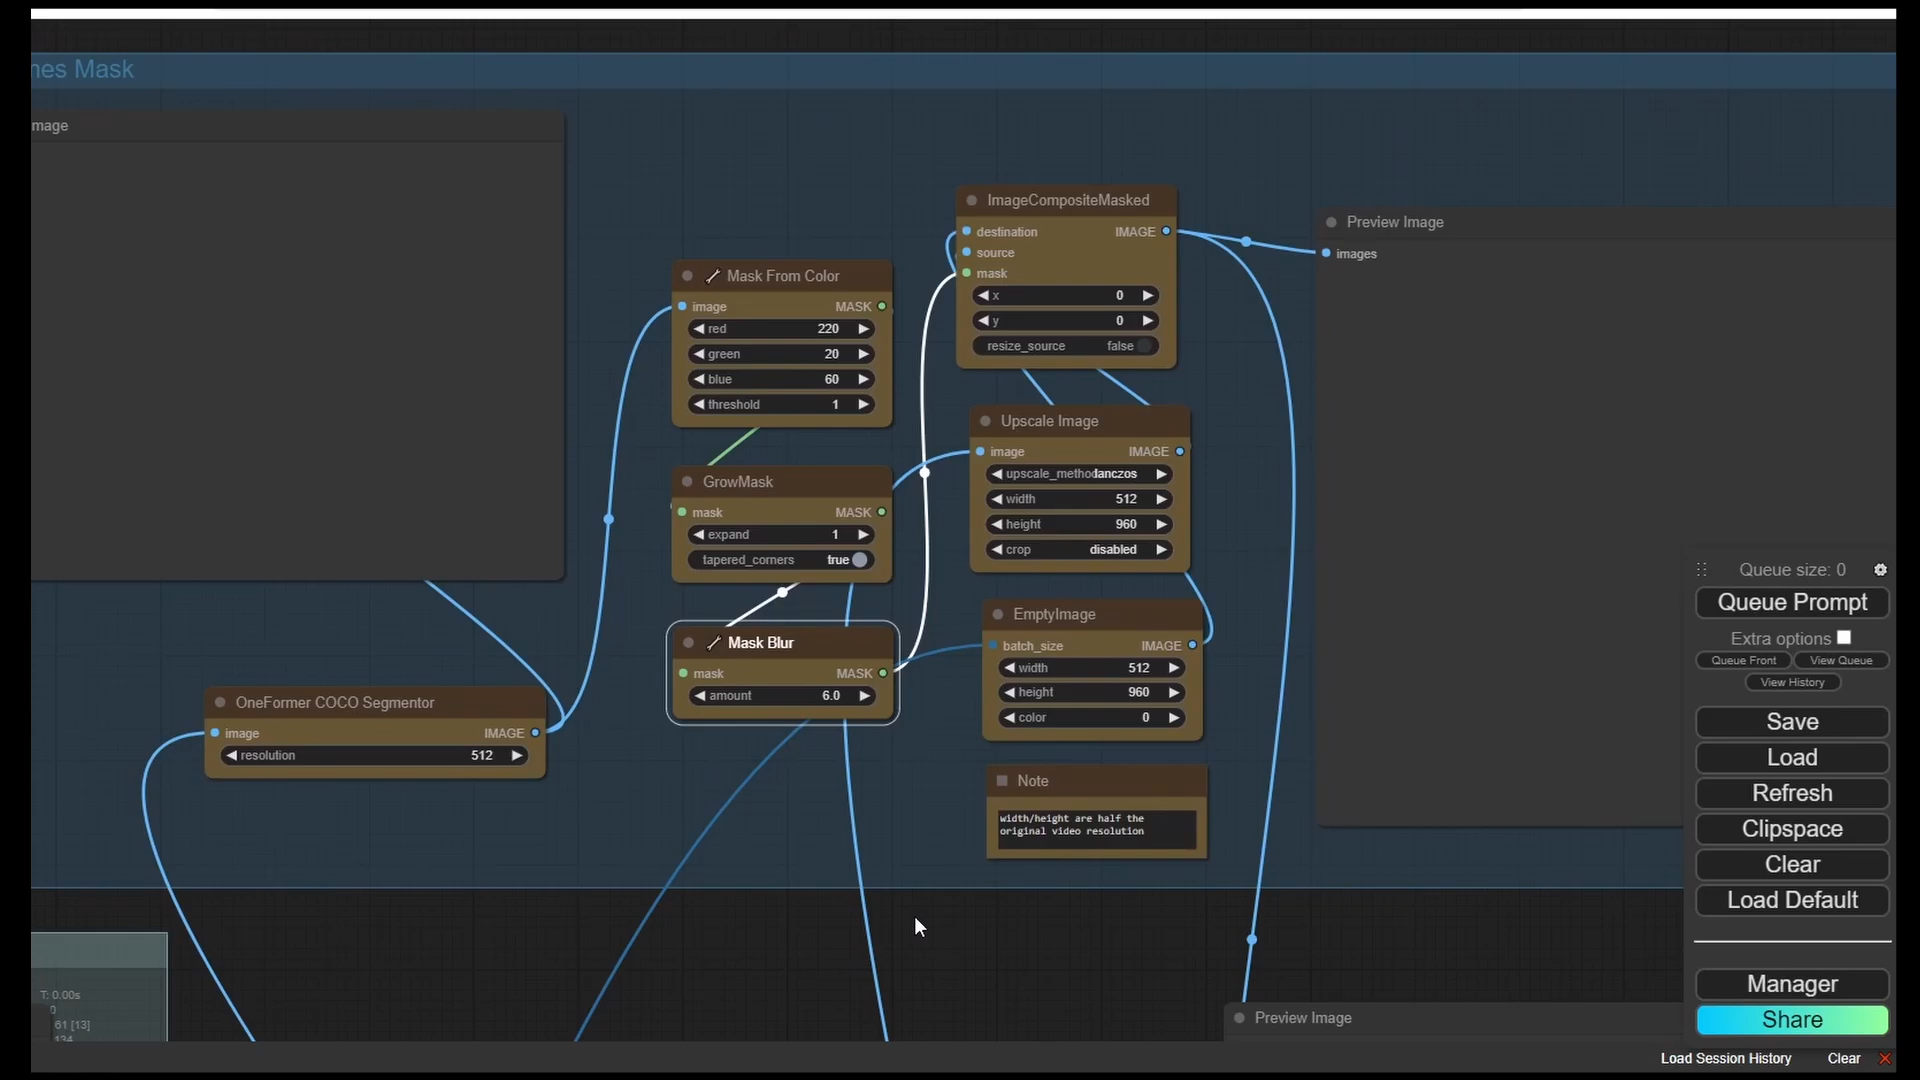 nes Mask
mage
ImageCompositeMasked
destination IMAGE
source
mask
x 0
y 0
resize_source false
Preview Image
images
Mask From Color
image MASK
red 220
green 20
blue 60
threshold 1
Upscale Image
image IMAGE
upscale_method lanczos
width 512
height 960
crop disabled
GrowMask
mask MASK
expand 1
tapered_corners true
EmptyImage
batch_size IMAGE
width 512
height 960
color 0
Mask Blur
mask MASK
amount 6.0
OneFormer COCO Segmentor
image IMAGE
resolution 512
Note
width/height are half the
original video resolution
Queue size: 0
Queue Prompt
Extra options
Queue Front View Queue
View History
Save
Load
Refresh
Clipspace
Clear
Load Default
Manager
Share
T: 0.00s
0
61 [13]
134
Preview Image
Load Session History Clear